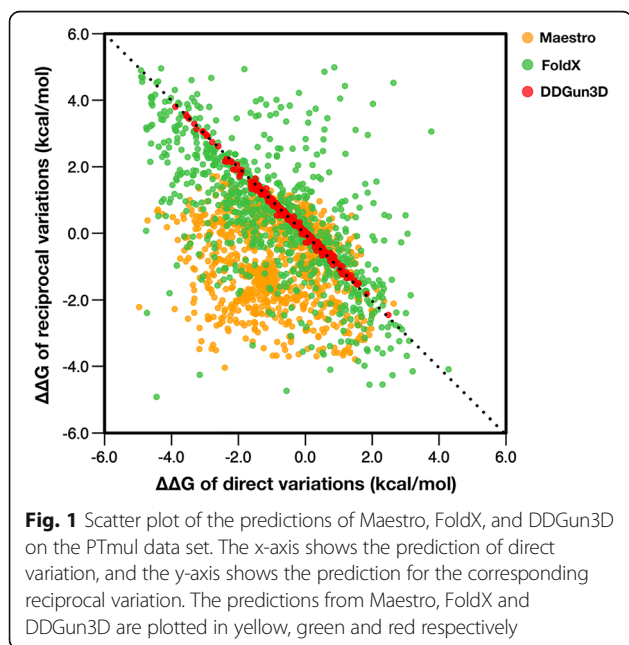 6.0
4.0
2.0
0.0
-2.0
-4.0
-6.0
ΔΔG of reciprocal variations (kcal/mol)
-6.0 -4.0 -2.0 0.0 2.0 4.0 6.0
ΔΔG of direct variations (kcal/mol)
Maestro
FoldX
DDGun3D
Fig. 1 Scatter plot of the predictions of Maestro, FoldX, and DDGun3D
on the PTmul data set. The x-axis shows the prediction of direct
variation, and the y-axis shows the prediction for the corresponding
reciprocal variation. The predictions from Maestro, FoldX and
DDGun3D are plotted in yellow, green and red respectively